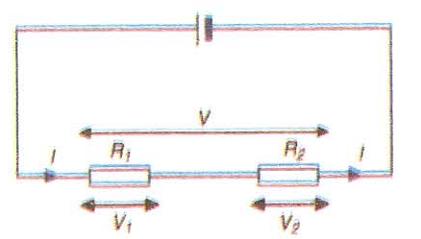 V
I R₁ R₂ I
V₁ V₂